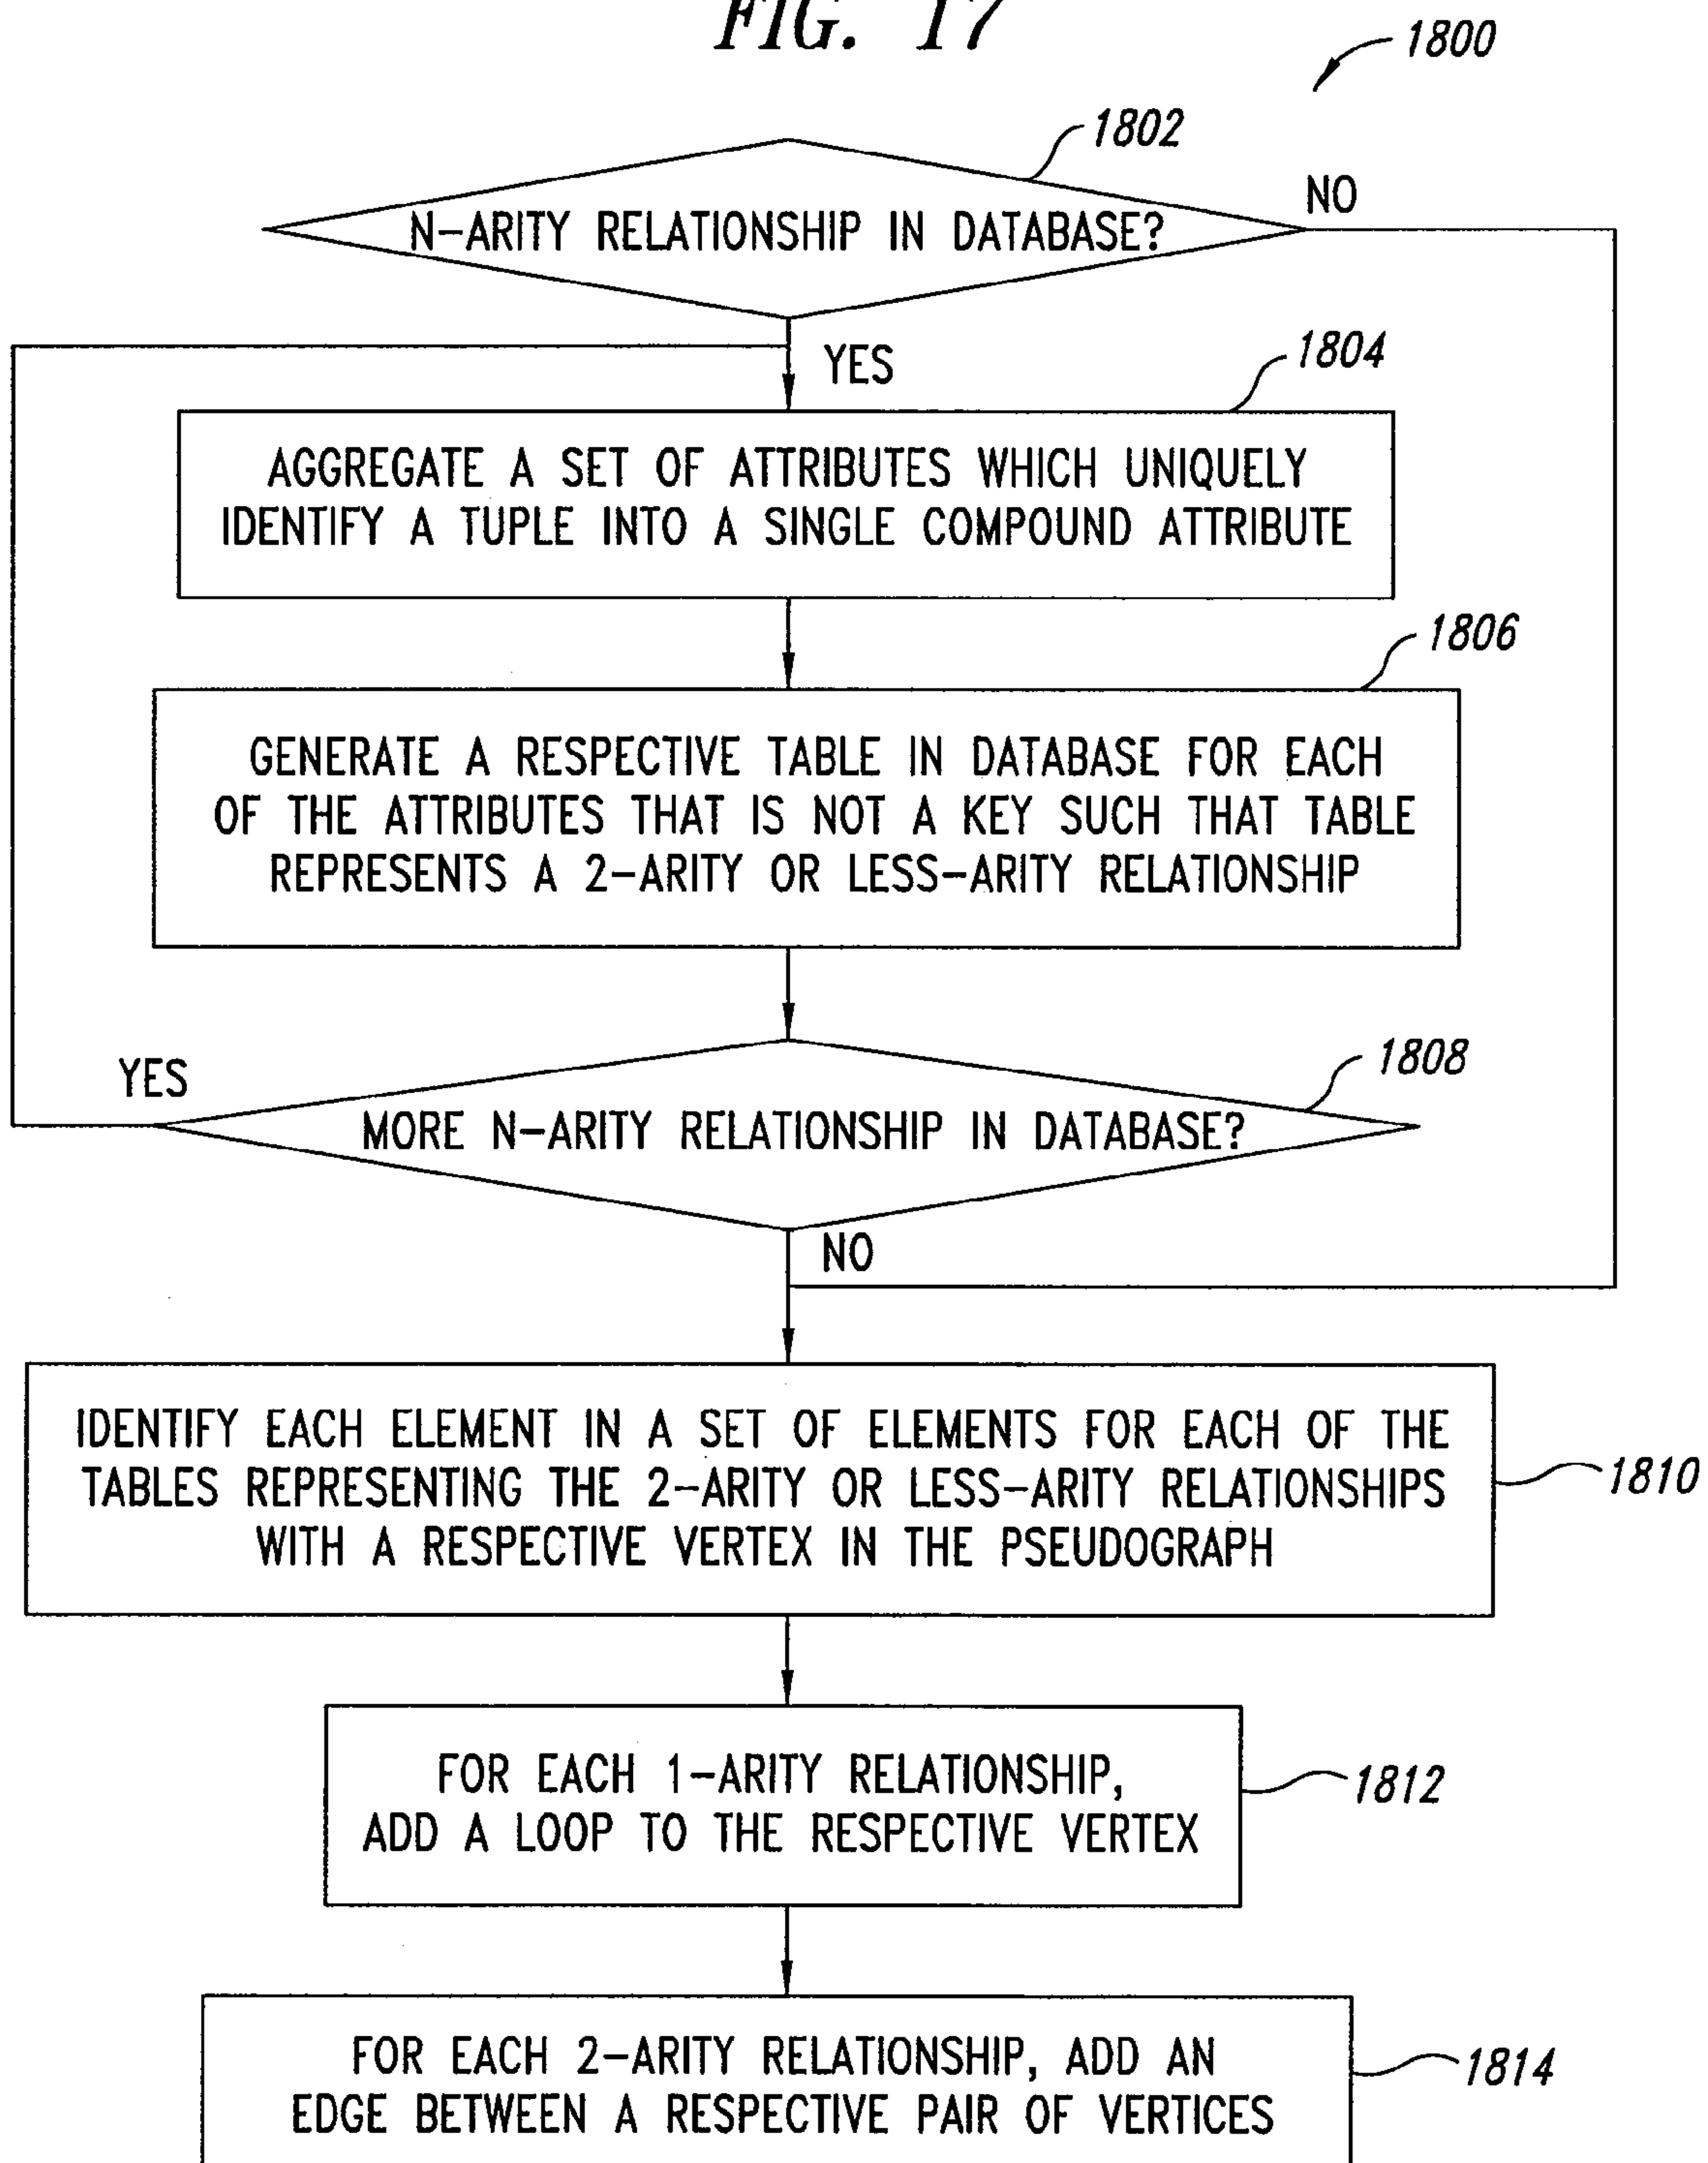 FIG. 17
1800
1802
N-ARITY RELATIONSHIP IN DATABASE?
NO
YES
1804
AGGREGATE A SET OF ATTRIBUTES WHICH UNIQUELY
IDENTIFY A TUPLE INTO A SINGLE COMPOUND ATTRIBUTE
1806
GENERATE A RESPECTIVE TABLE IN DATABASE FOR EACH
OF THE ATTRIBUTES THAT IS NOT A KEY SUCH THAT TABLE
REPRESENTS A 2-ARITY OR LESS-ARITY RELATIONSHIP
1808
YES
MORE N-ARITY RELATIONSHIP IN DATABASE?
NO
IDENTIFY EACH ELEMENT IN A SET OF ELEMENTS FOR EACH OF THE
TABLES REPRESENTING THE 2-ARITY OR LESS-ARITY RELATIONSHIPS
WITH A RESPECTIVE VERTEX IN THE PSEUDOGRAPH
1810
FOR EACH 1-ARITY RELATIONSHIP,
ADD A LOOP TO THE RESPECTIVE VERTEX
1812
FOR EACH 2-ARITY RELATIONSHIP, ADD AN
EDGE BETWEEN A RESPECTIVE PAIR OF VERTICES
1814